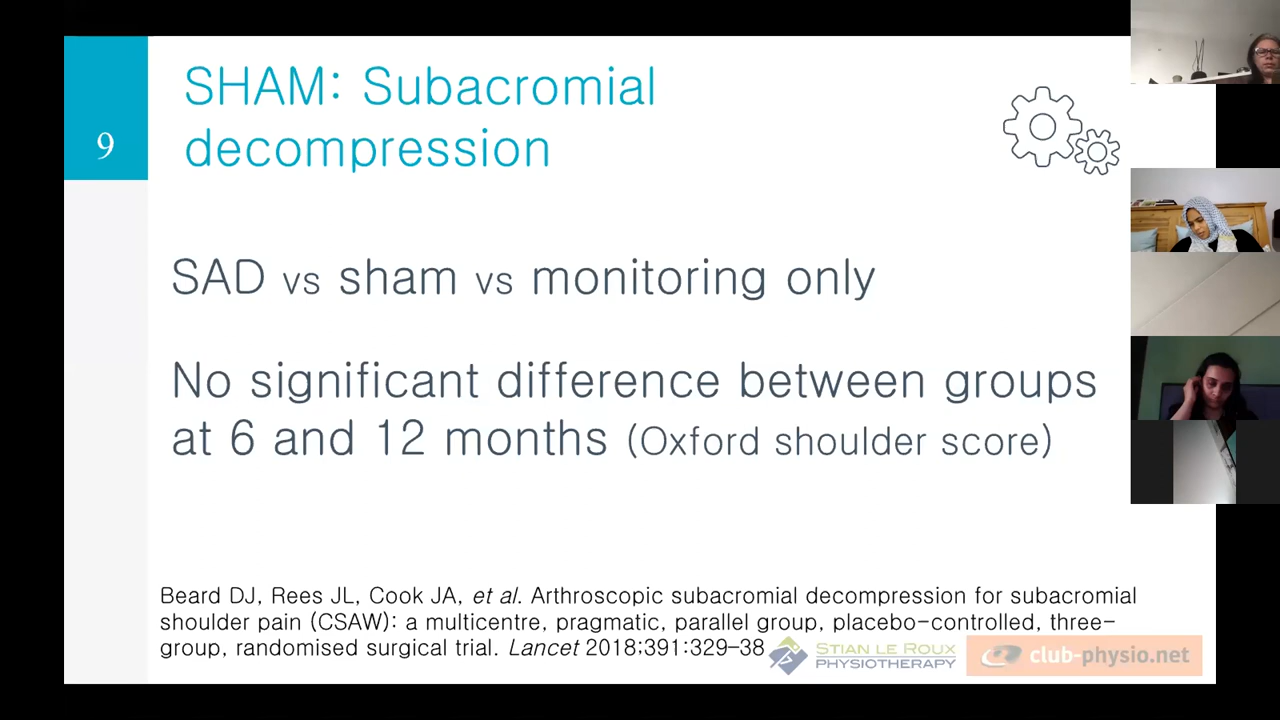 9
SHAM: Subacromial
decompression
SAD vs sham vs monitoring only
No significant difference between groups
at 6 and 12 months (Oxford shoulder score)
Beard DJ, Rees JL, Cook JA, et al. Arthroscopic subacromial decompression for subacromial
shoulder pain (CSAW): a multicentre, pragmatic, parallel group, placebo-controlled, three-
group, randomised surgical trial. Lancet 2018;391:329–38
STIAN LE ROUX
PHYSIOTHERAPY
club-physio.net